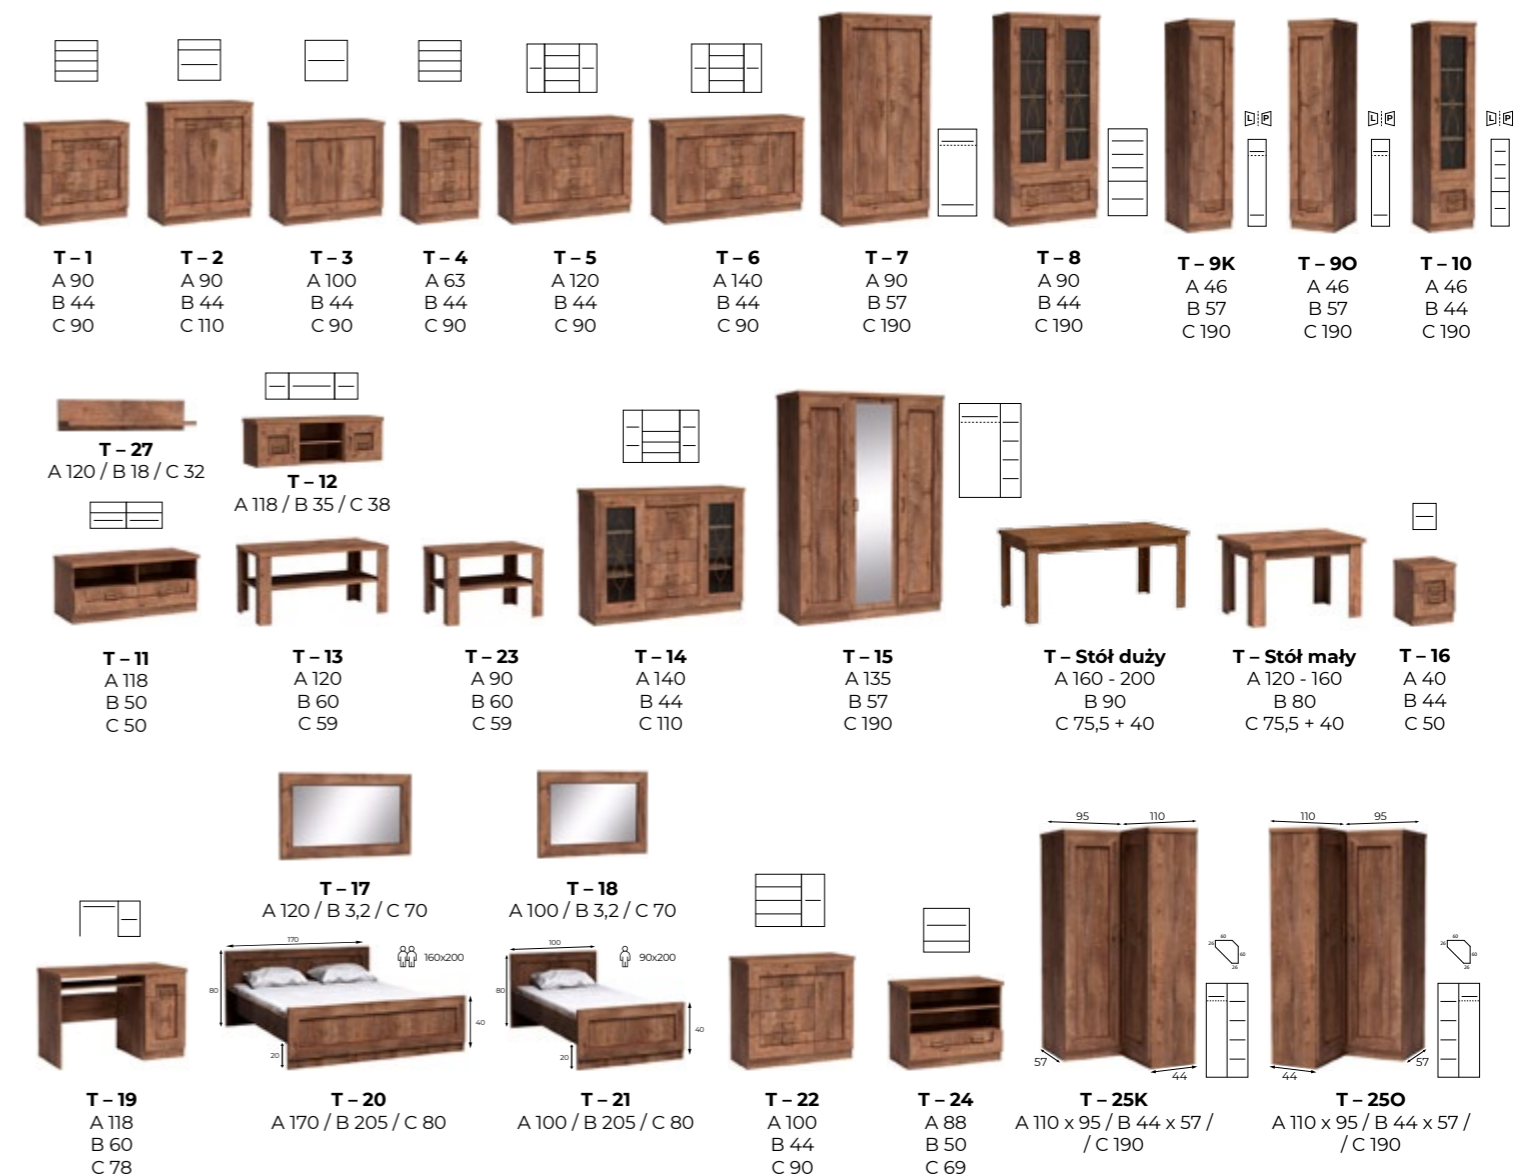 L P
L P
L P
T – 1
A 90
B 44
C 90
T – 2
A 90
B 44
C 110
T – 3
A 100
B 44
C 90
T – 4
A 63
B 44
C 90
T – 5
A 120
B 44
C 90
T – 6
A 140
B 44
C 90
T – 7
A 90
B 57
C 190
T – 8
A 90
B 44
C 190
T – 9K
A 46
B 57
C 190
T – 9O
A 46
B 57
C 190
T – 10
A 46
B 44
C 190
T – 27
A 120 / B 18 / C 32
T – 12
A 118 / B 35 / C 38
T – 11
A 118
B 50
C 50
T – 13
A 120
B 60
C 59
T – 23
A 90
B 60
C 59
T – 14
A 140
B 44
C 110
T – 15
A 135
B 57
C 190
T – Stół duży
A 160 - 200
B 90
C 75,5 + 40
T – Stół mały
A 120 - 160
B 80
C 75,5 + 40
T – 16
A 40
B 44
C 50
T – 17
A 120 / B 3,2 / C 70
T – 18
A 100 / B 3,2 / C 70
T – 19
A 118
B 60
C 78
170
160x200
80
40
20
T – 20
A 170 / B 205 / C 80
100
90x200
80
40
20
T – 21
A 100 / B 205 / C 80
T – 22
A 100
B 44
C 90
T – 24
A 88
B 50
C 69
95 110
60
26 60
26
57
44
T – 25K
A 110 x 95 / B 44 x 57 /
/ C 190
110 95
60
26 60
26
57
44
T – 25O
A 110 x 95 / B 44 x 57 /
/ C 190